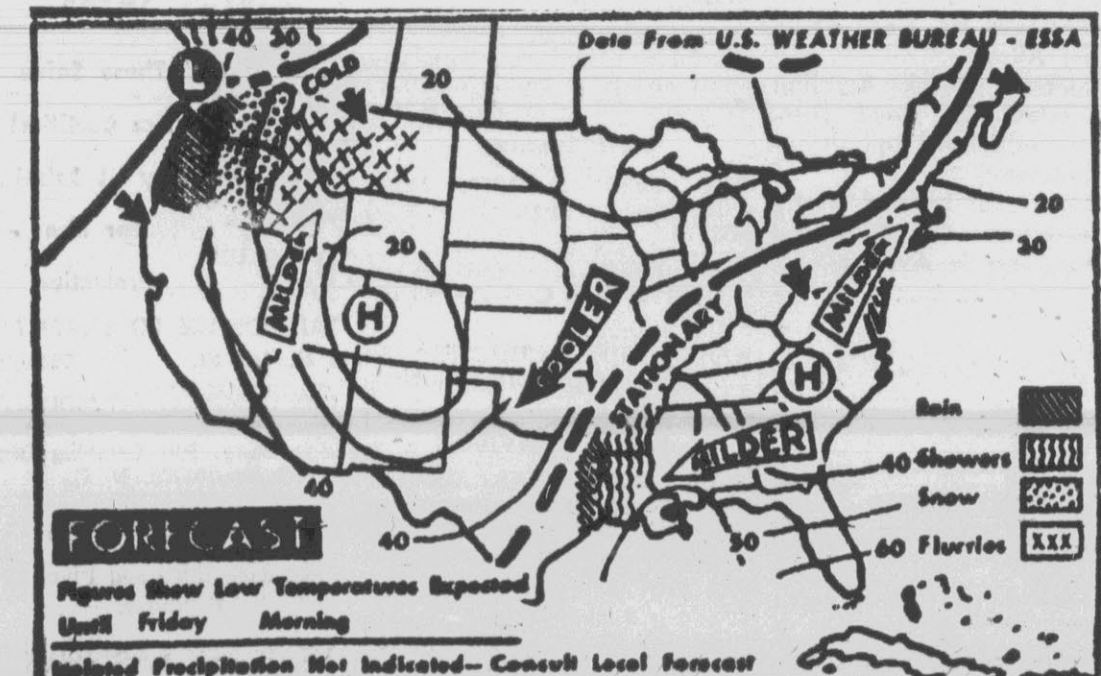 40 30
Data From U.S. WEATHER BUREAU - ESSA
L
COLD
20
20
30
20
MILDER
H
COOLER
STATIONARY
MILDER
H
MILDER
40
40
40
50
60
Rain
Showers
Snow
Flurries
XXX
FORECAST
Figures Show Low Temperatures Expected
Until Friday Morning
Isolated Precipitation Not Indicated— Consult Local Forecast